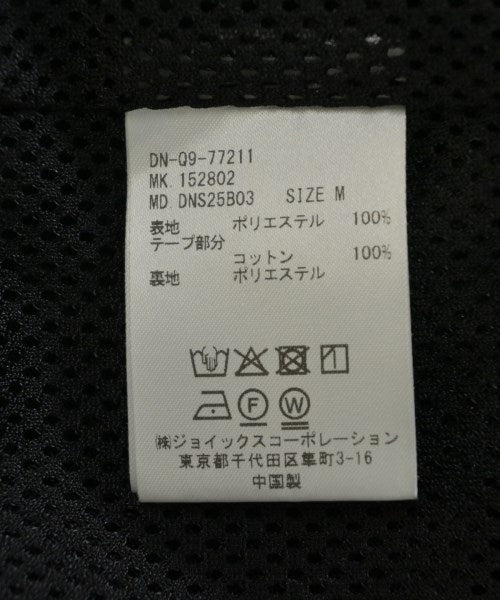 DN-Q9-77211
MK. 152802
MD. DNS25B03 SIZE M
表地 ポリエステル 100%
テープ部分
コットン 100%
裏地 ポリエステル
F W
㈱ジョイックスコーポレーション
東京都千代田区隼町3-16
中国製